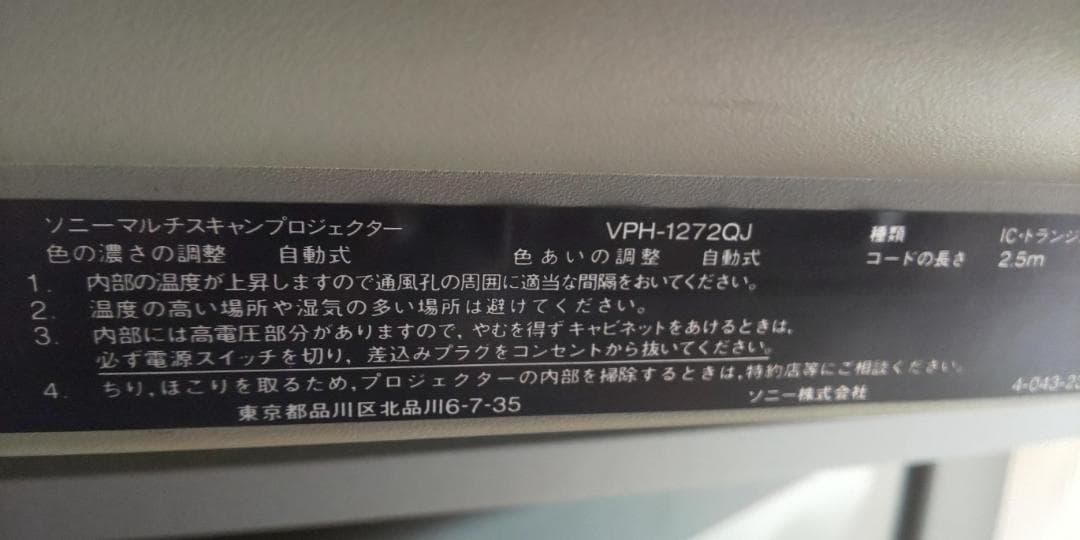 ソニーマルチスキャンプロジェクター VPH-1272QJ 種類 IC・トランジ
色の濃さの調整 自動式 色あいの調整 自動式 コードの長さ 2.5m
1. 内部の温度が上昇しますので通風孔の周囲に適当な間隔をおいてください。
2. 温度の高い場所や湿気の多い場所は避けてください。
3. 内部には高電圧部分がありますので，やむを得ずキャビネットをあけるときは，
必ず電源スイッチを切り，差込みプラグをコンセントから抜いてください。
4. ちり，ほこりを取るため，プロジェクターの内部を掃除するときは，特約店等にご相談ください。
東京都品川区北品川6-7-35 ソニー株式会社 4-043-25